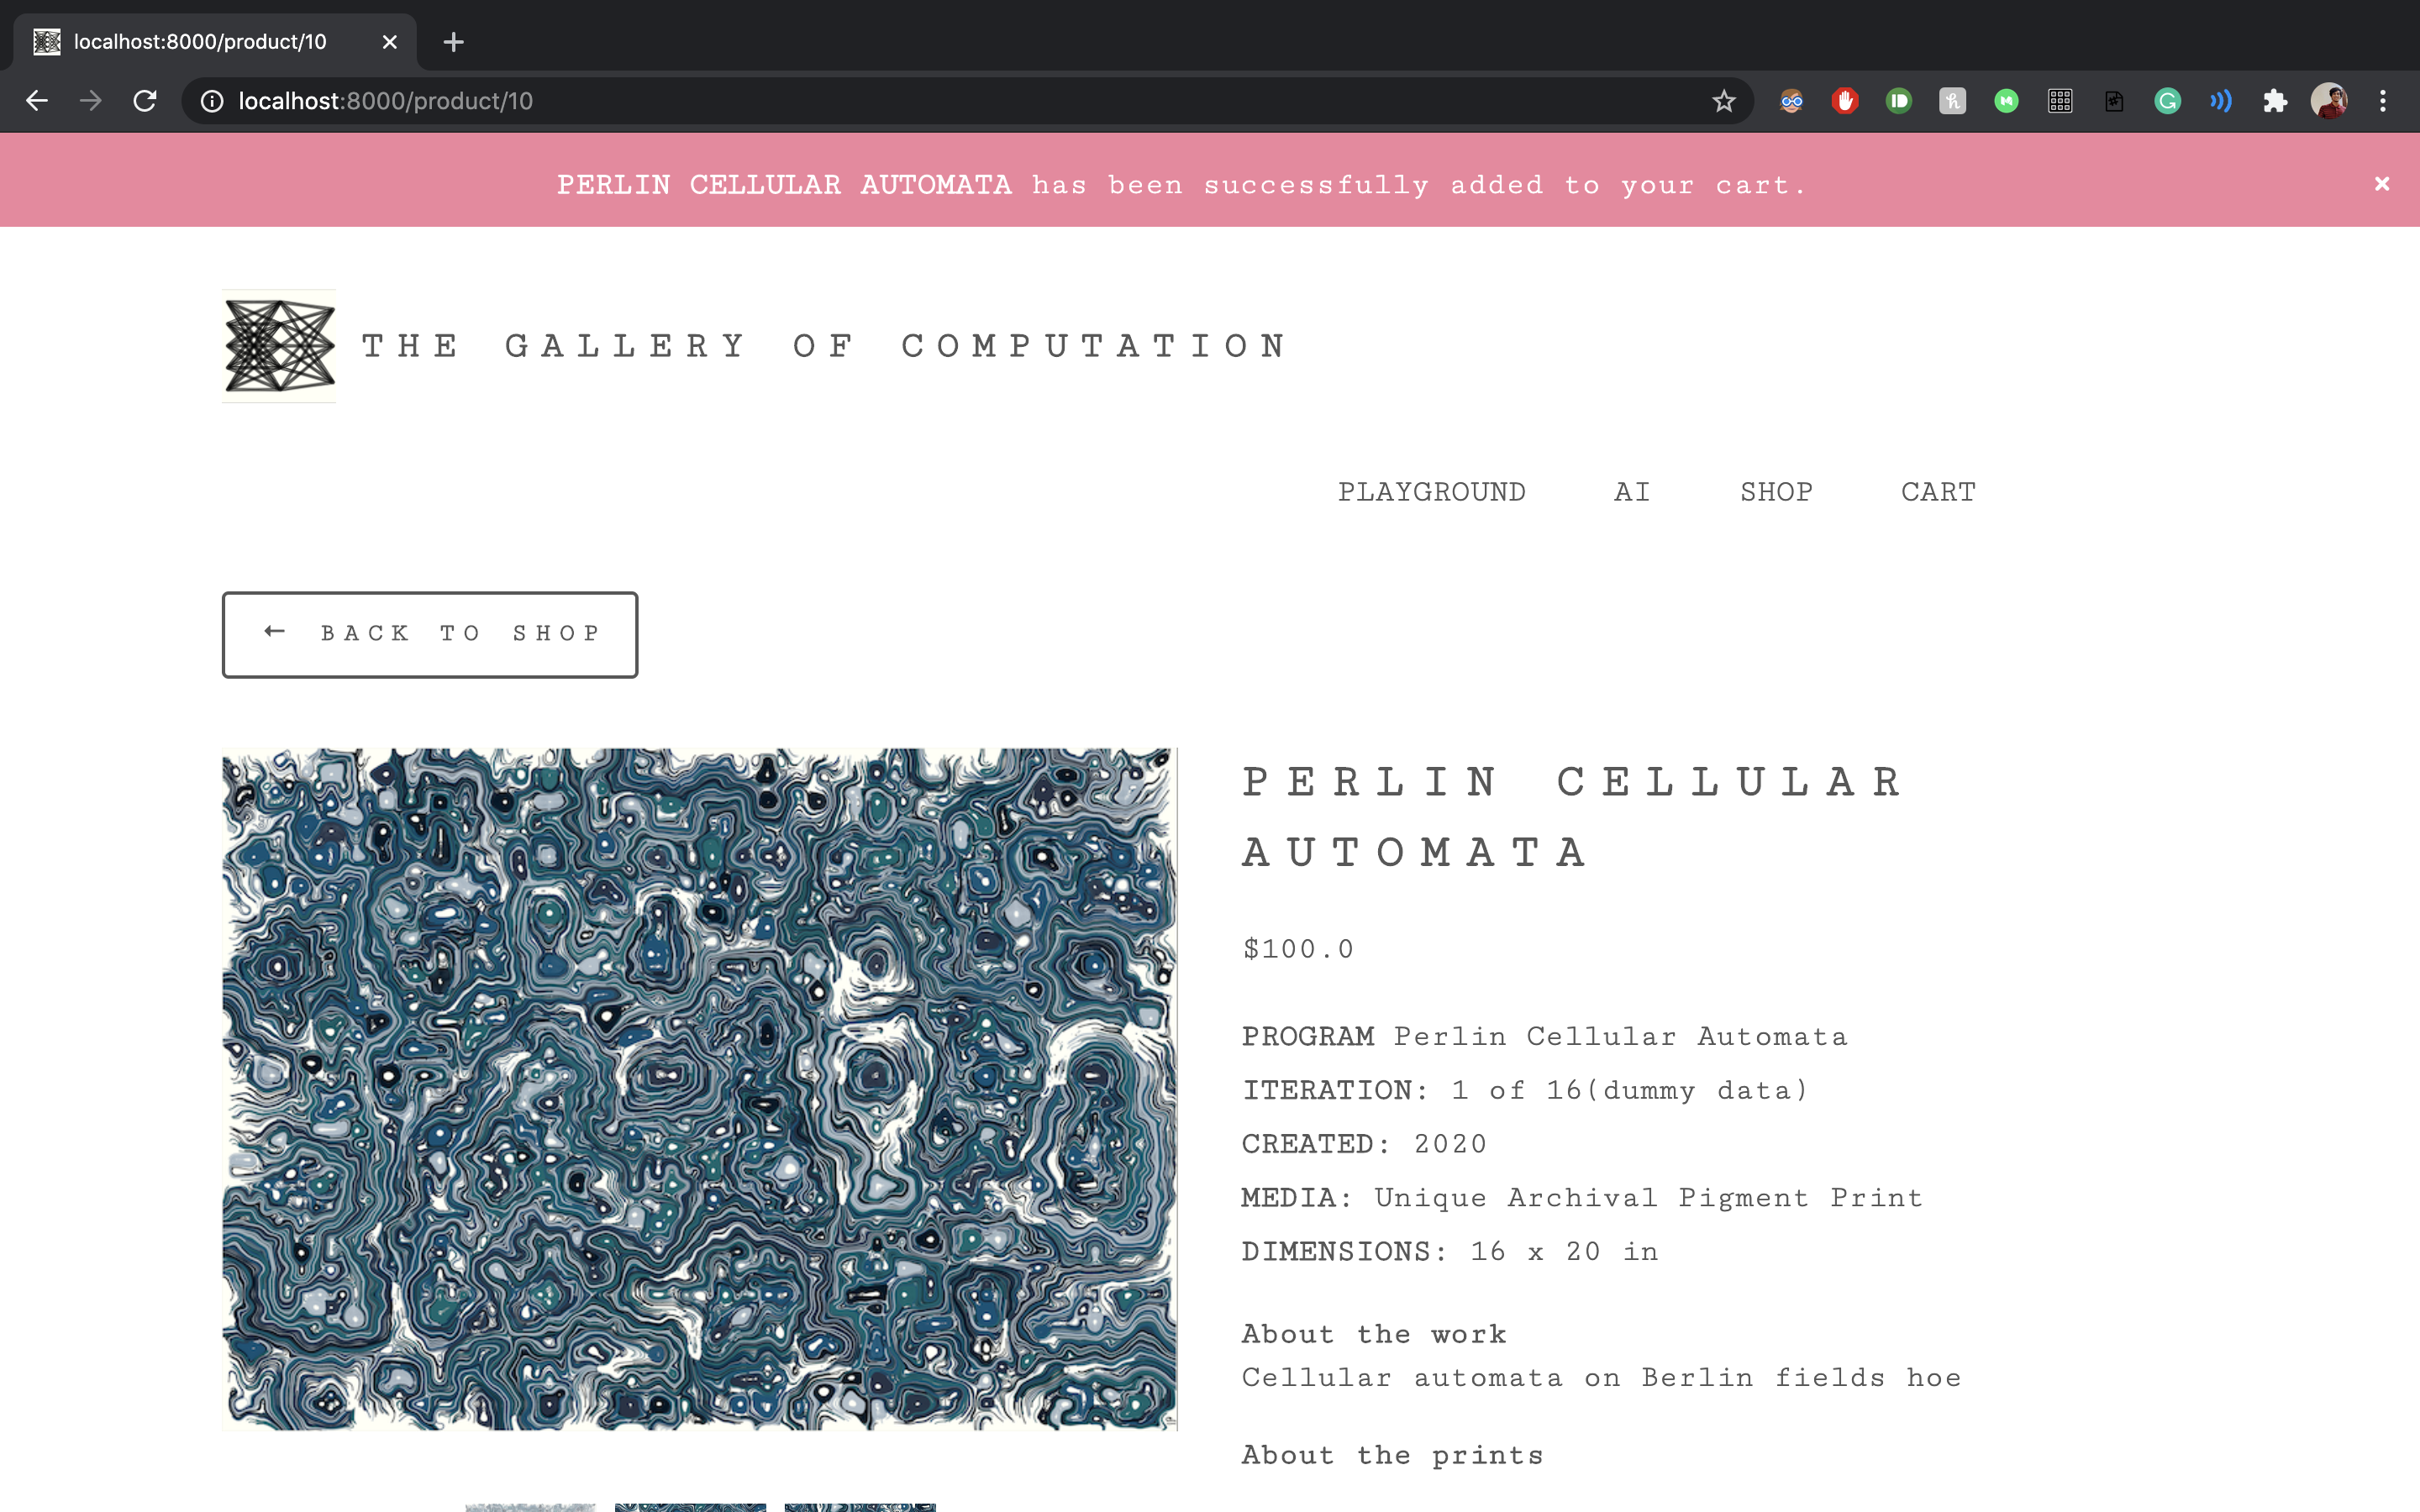 localhost:8000/product/10
localhost:8000/product/10
PERLIN CELLULAR AUTOMATA has been successfully added to your cart.
THE GALLERY OF COMPUTATION
PLAYGROUND AI SHOP CART
← BACK TO SHOP
PERLIN CELLULAR
AUTOMATA
$100.0
PROGRAM Perlin Cellular Automata
ITERATION: 1 of 16(dummy data)
CREATED: 2020
MEDIA: Unique Archival Pigment Print
DIMENSIONS: 16 x 20 in
About the work
Cellular automata on Berlin fields hoe
About the prints